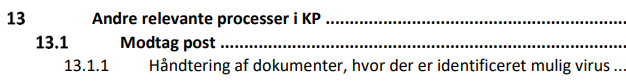 13 Andre relevante processer i KP ........................................................................
13.1 Modtag post ................................................................................................
13.1.1 Håndtering af dokumenter, hvor der er identificeret mulig virus ...